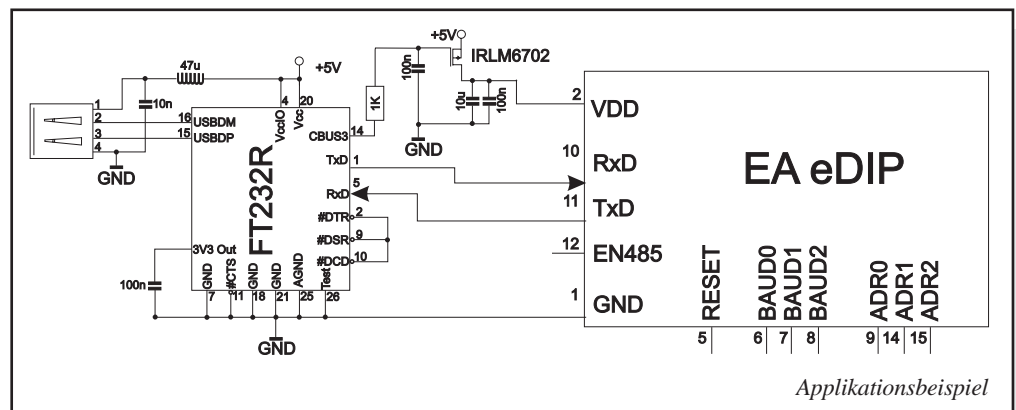 47u
+5V
+5V
IRLM6702
100n
10u
100n
1K
10n
1
2
3
4
GND
16 USBDM
15 USBDP
4
20
VccIO
Vcc
CBUS3 14
TxD 1
RxD 5
#DTR 2
#DSR 9
#DCD 10
FT232R
3V3 Out
100n
GND
#CTS
GND
GND
AGND
Test
7
11
18
21
25
26
GND
GND
EA eDIP
2 VDD
10 RxD
11 TxD
12 EN485
1 GND
RESET
BAUD0
BAUD1
BAUD2
ADR0
ADR1
ADR2
5
6
7
8
9
14
15
Applikationsbeispiel